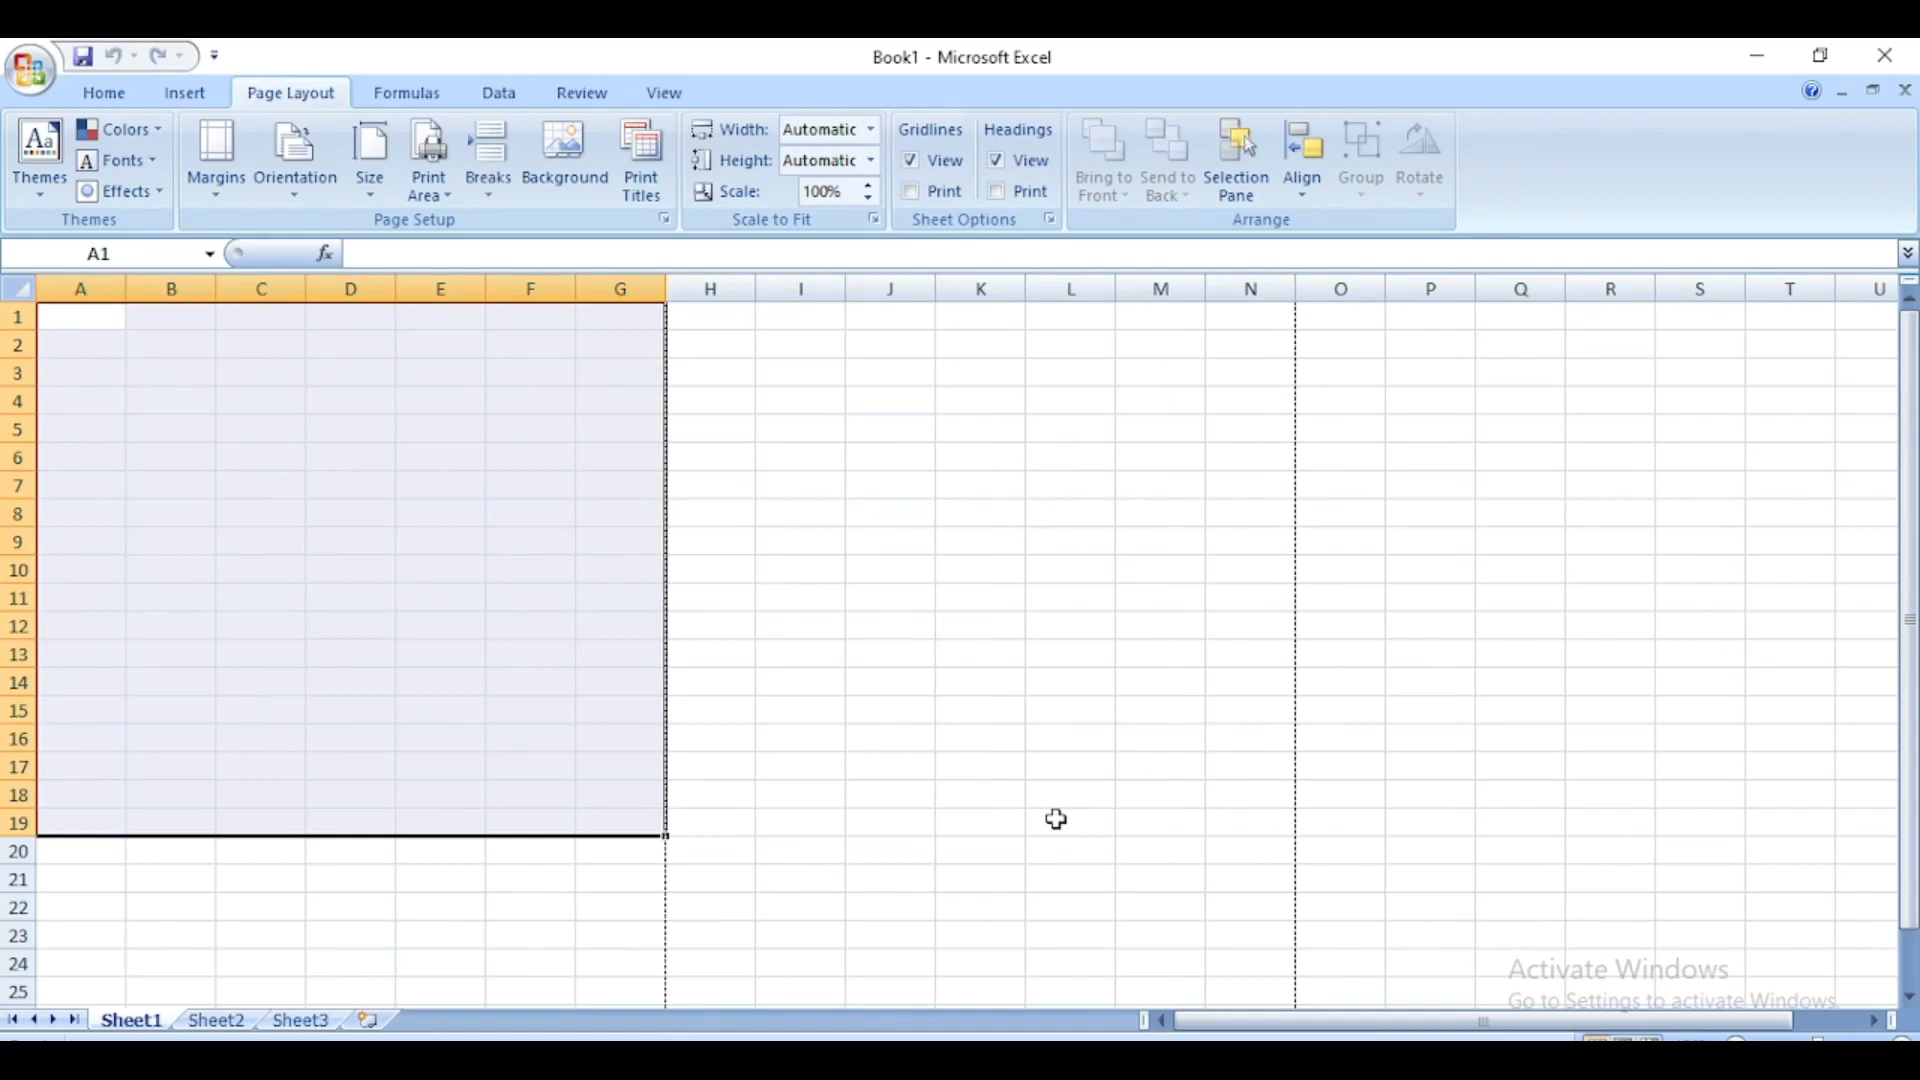 Book1 - Microsoft Excel
Home Insert Page Layout Formulas Data Review View
Aa Themes Colors Fonts Effects
Themes
Margins Orientation Size Print Area Breaks Background Print Titles
Page Setup
Width: Automatic
Height: Automatic
Scale: 100%
Scale to Fit
Gridlines Headings
View View
Print Print
Sheet Options
Bring to Front Send to Back Selection Pane Align Group Rotate
Arrange
A1 fx
A B C D E F G H I J K L M N O P Q R S T U
1
2
3
4
5
6
7
8
9
10
11
12
13
14
15
16
17
18
19
20
21
22
23
24
25
Activate Windows
Go to Settings to activate Windows.
Sheet1 Sheet2 Sheet3